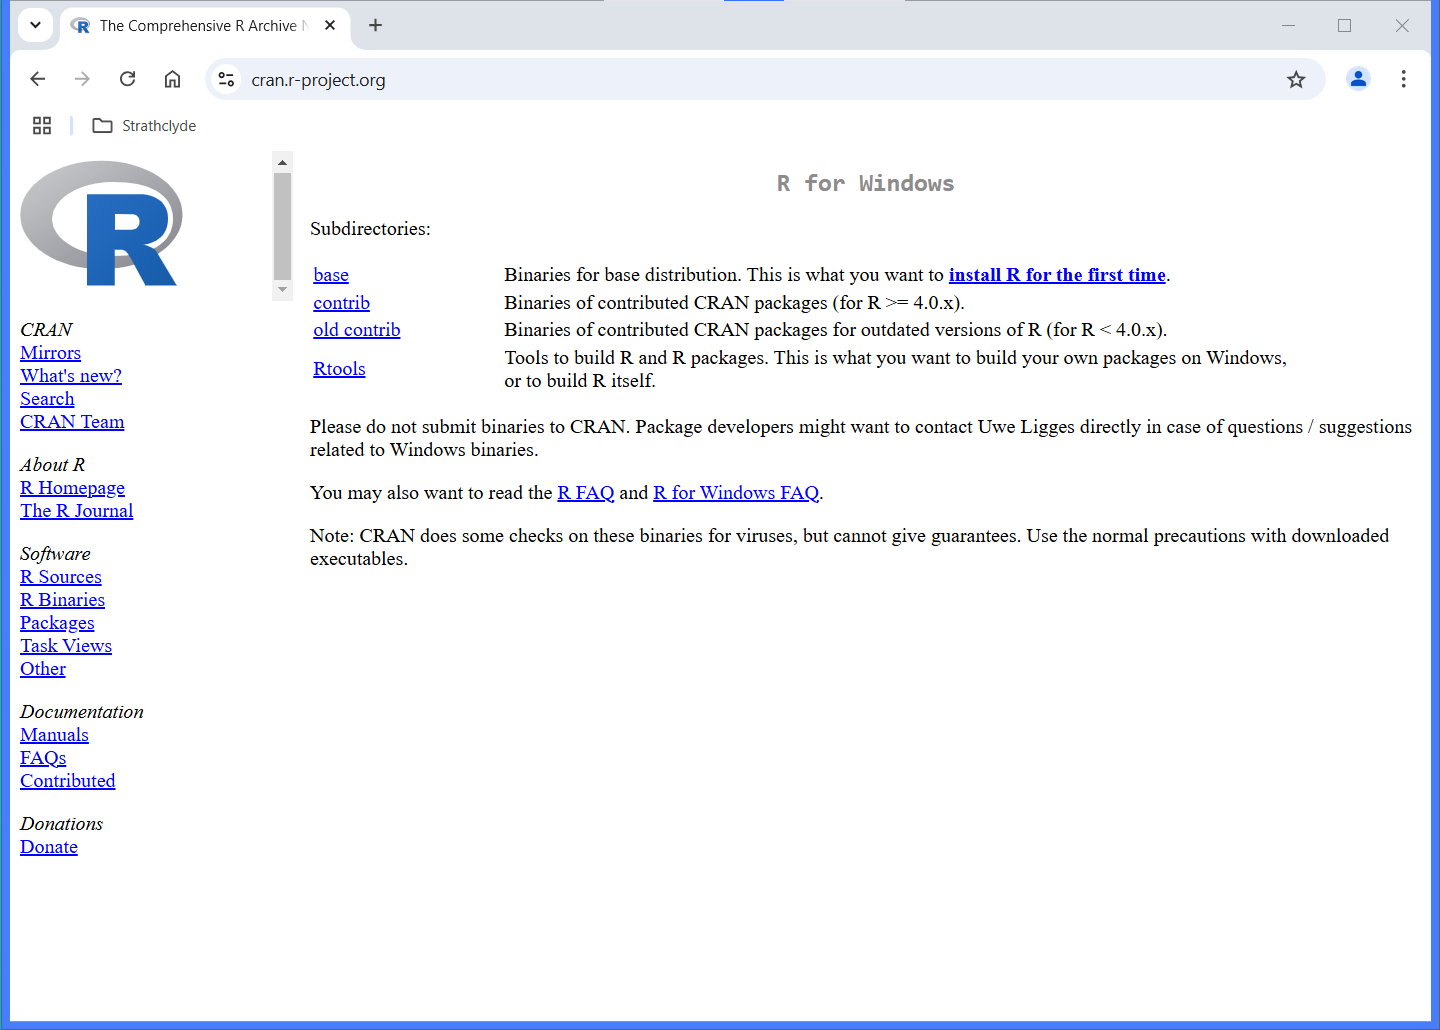 The Comprehensive R Archive
cran.r-project.org
Strathclyde
R
CRAN
Mirrors
What's new?
Search
CRAN Team
About R
R Homepage
The R Journal
Software
R Sources
R Binaries
Packages
Task Views
Other
Documentation
Manuals
FAQs
Contributed
Donations
Donate
R for Windows
Subdirectories:
base Binaries for base distribution. This is what you want to install R for the first time.
contrib Binaries of contributed CRAN packages (for R >= 4.0.x).
old contrib Binaries of contributed CRAN packages for outdated versions of R (for R < 4.0.x).
Rtools Tools to build R and R packages. This is what you want to build your own packages on Windows,
or to build R itself.
Please do not submit binaries to CRAN. Package developers might want to contact Uwe Ligges directly in case of questions / suggestions
related to Windows binaries.
You may also want to read the R FAQ and R for Windows FAQ.
Note: CRAN does some checks on these binaries for viruses, but cannot give guarantees. Use the normal precautions with downloaded
executables.